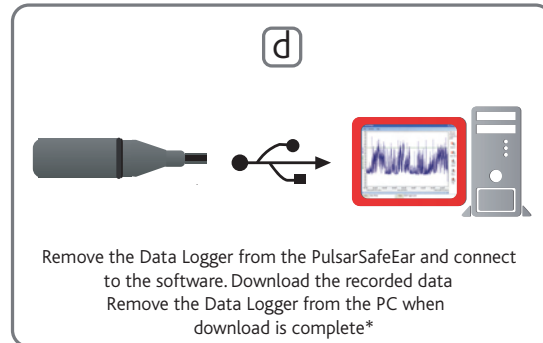 d
Remove the Data Logger from the PulsarSafeEar and connect
to the software. Download the recorded data
Remove the Data Logger from the PC when
download is complete*